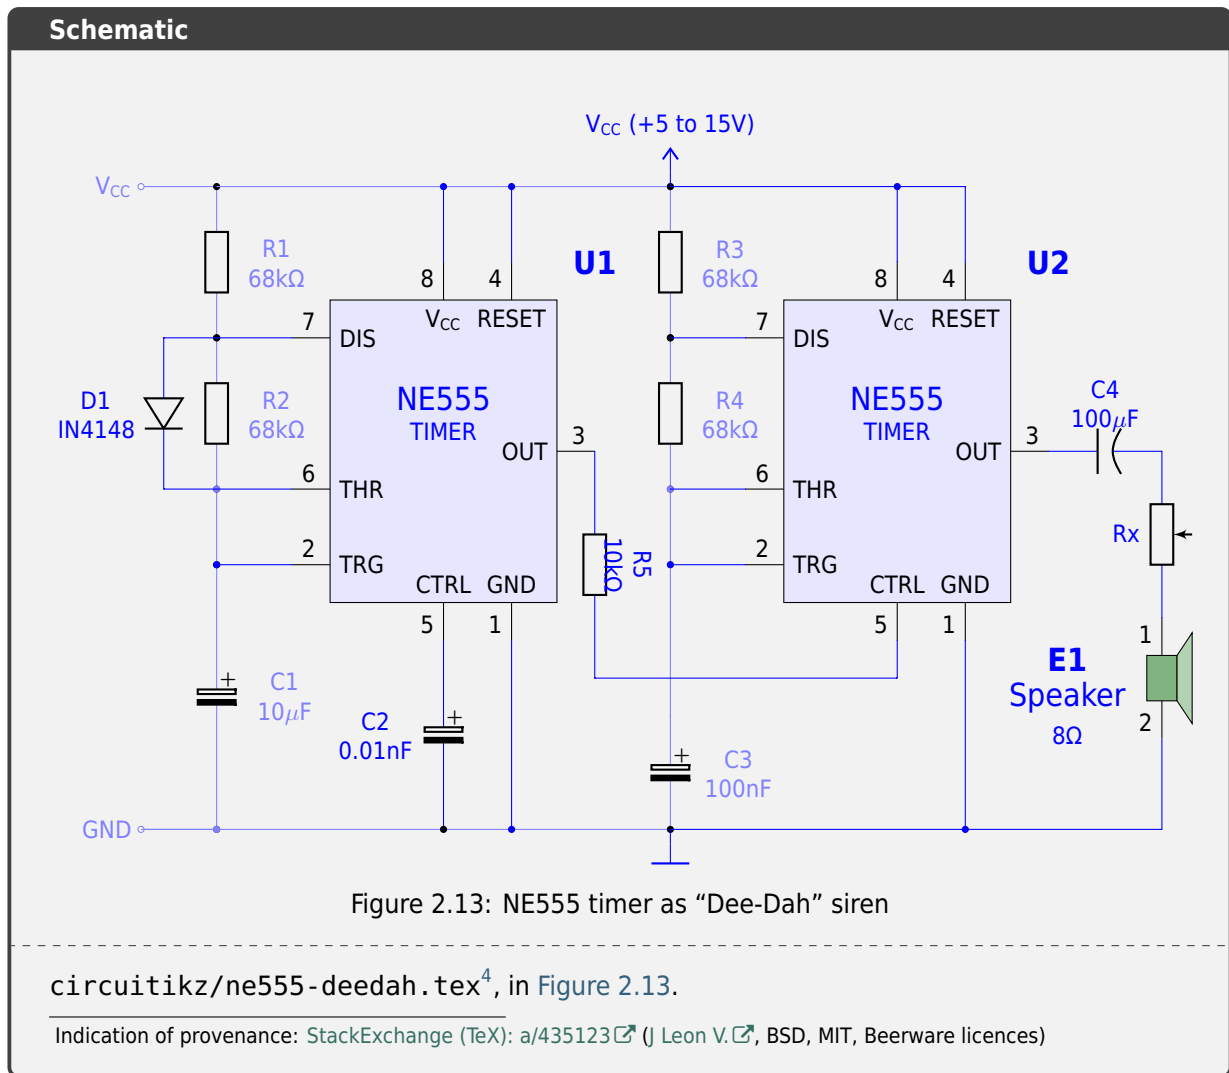 Schematic
VCC (+5 to 15V)
VCC
R1
68kΩ
U1
R3
68kΩ
U2
8
4
8
4
7
VCC
RESET
7
VCC
RESET
DIS
DIS
D1
IN4148
R2
68kΩ
NE555
TIMER
R4
68kΩ
NE555
TIMER
C4
100μF
OUT
3
OUT
3
6
THR
6
THR
R5
10kΩ
Rx
2
TRG
2
TRG
CTRL
GND
CTRL
GND
5
1
5
1
1
E1
Speaker
8Ω
2
+
C1
10μF
+
C2
0.01nF
+
C3
100nF
GND
Figure 2.13: NE555 timer as “Dee-Dah” siren
circuitikz/ne555-deedah.tex4, in Figure 2.13.
Indication of provenance: StackExchange (TeX): a/435123 (J Leon V., BSD, MIT, Beerware licences)